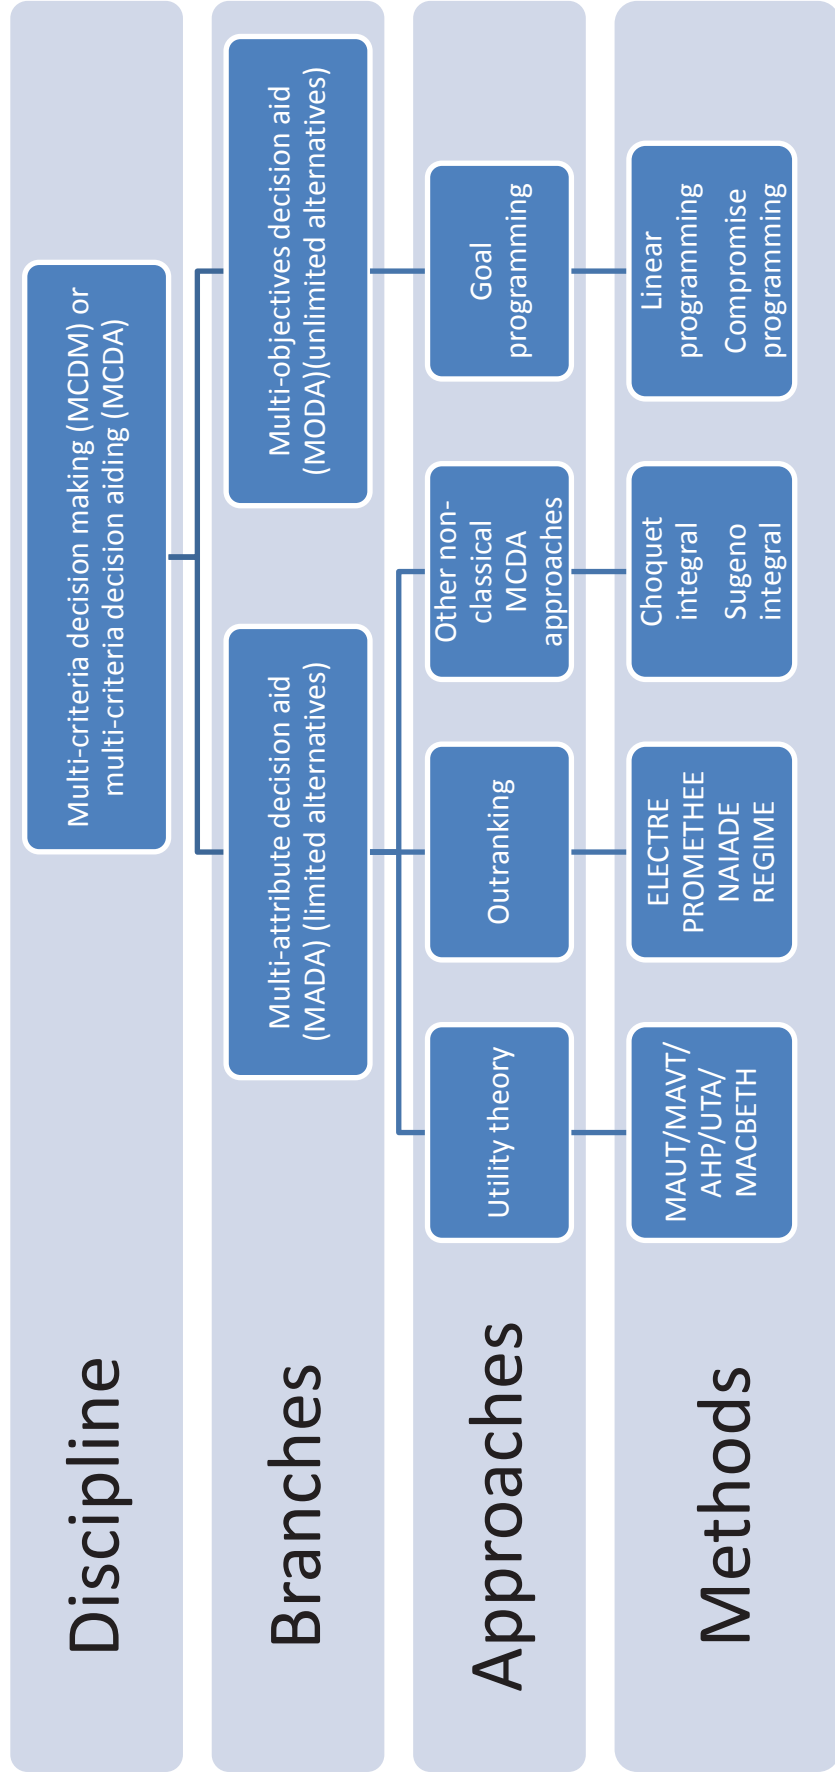 Discipline
Multi-criteria decision making (MCDM) or
multi-criteria decision aiding (MCDA)
Branches
Multi-attribute decision aid
(MADA) (limited alternatives)
Multi-objectives decision aid
(MODA)(unlimited alternatives)
Approaches
Utility theory
Outranking
Other non-
classical
MCDA
approaches
Goal
programming
Methods
MAUT/MAVT/
AHP/UTA/
MACBETH
ELECTRE
PROMETHEE
NAIADE
REGIME
Choquet
integral
Sugeno
integral
Linear
programming
Compromise
programming